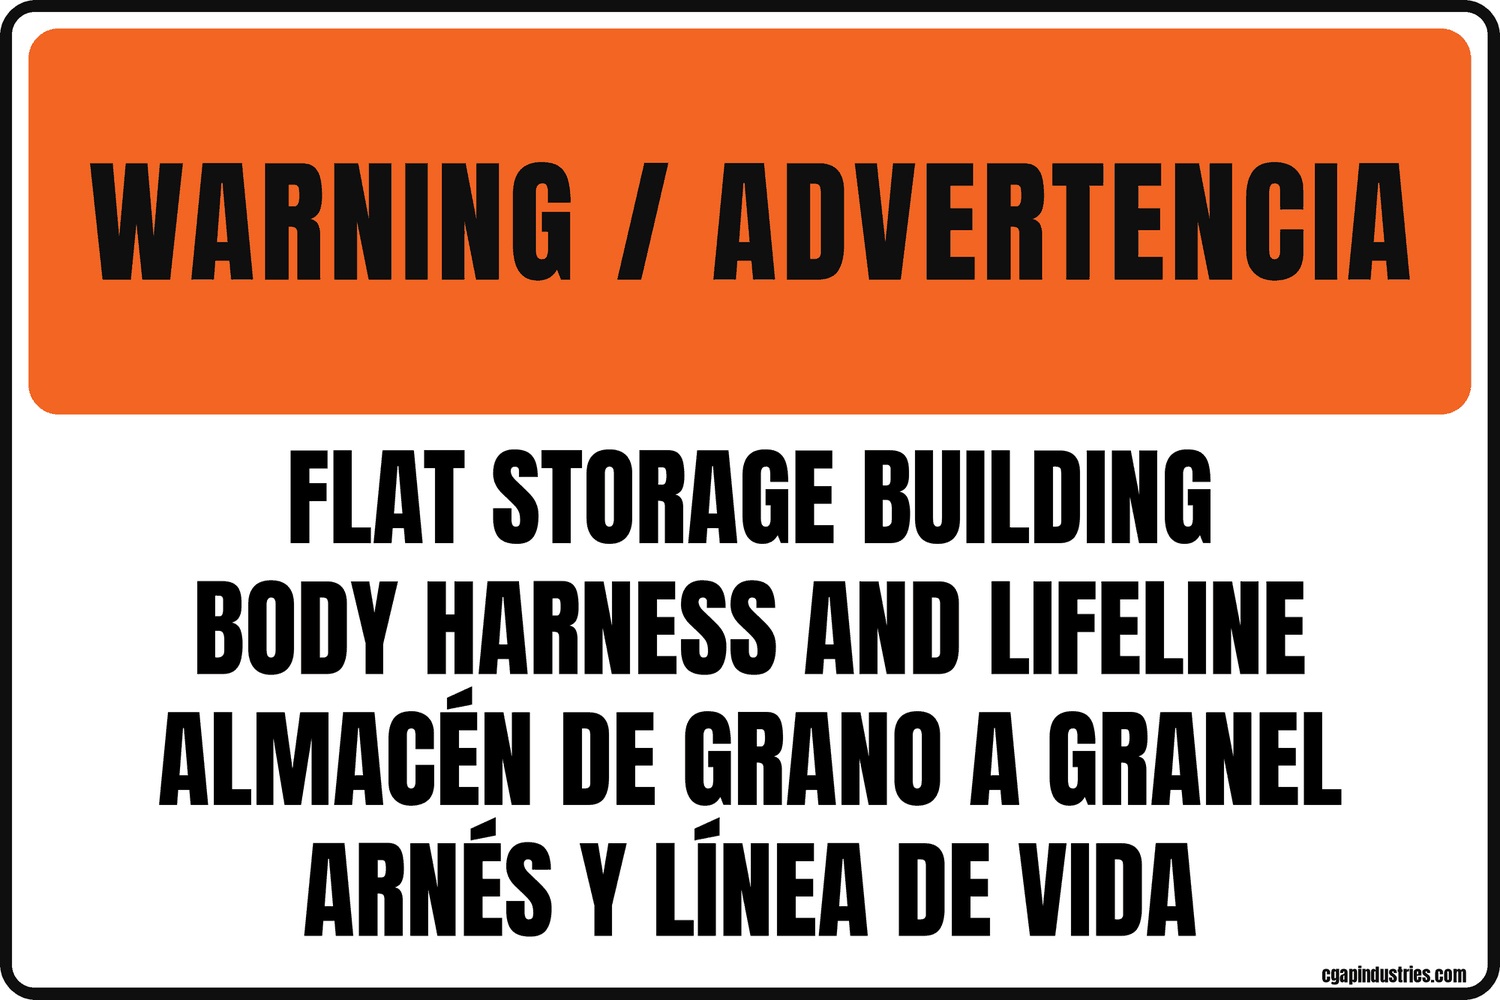 WARNING / ADVERTENCIA
FLAT STORAGE BUILDING
BODY HARNESS AND LIFELINE
ALMACÉN DE GRANO A GRANEL
ARNÉS Y LÍNEA DE VIDA
cgapindustries.com